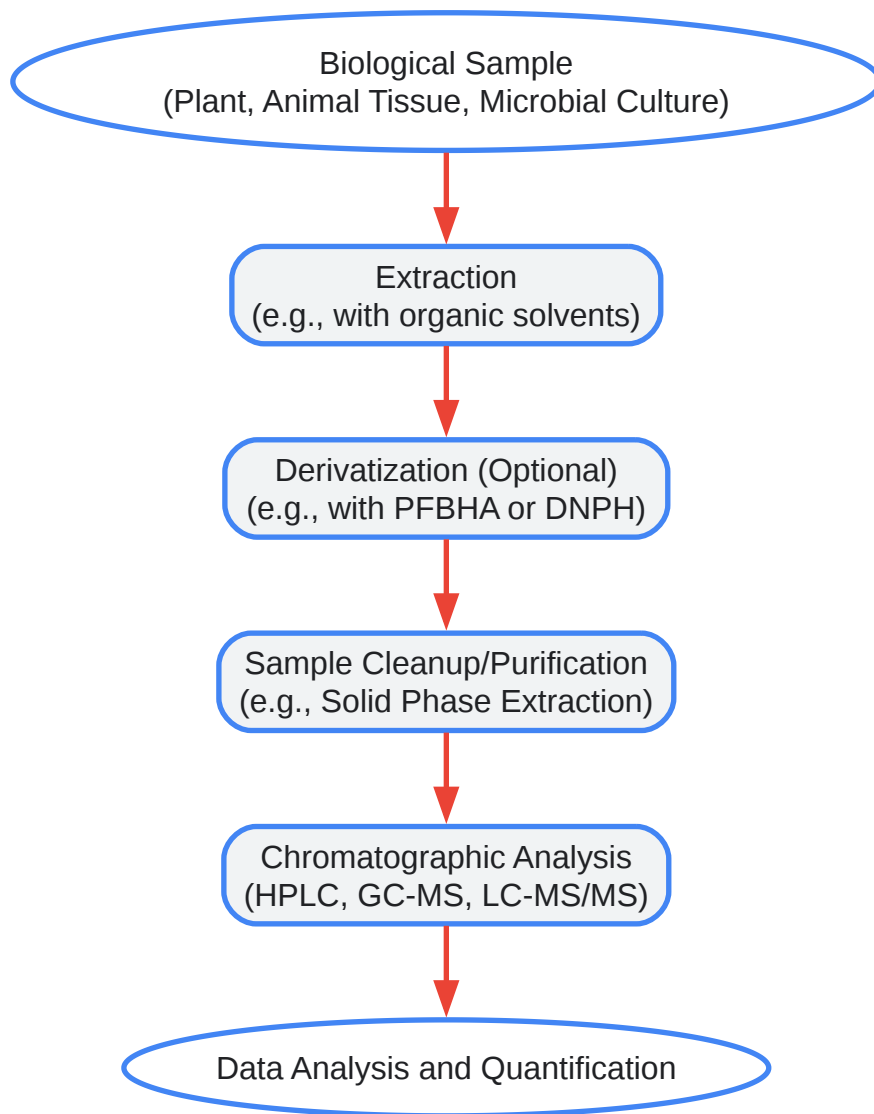 Biological Sample
(Plant, Animal Tissue, Microbial Culture)
Extraction
(e.g., with organic solvents)
Derivatization (Optional)
(e.g., with PFBHA or DNPH)
Sample Cleanup/Purification
(e.g., Solid Phase Extraction)
Chromatographic Analysis
(HPLC, GC-MS, LC-MS/MS)
Data Analysis and Quantification